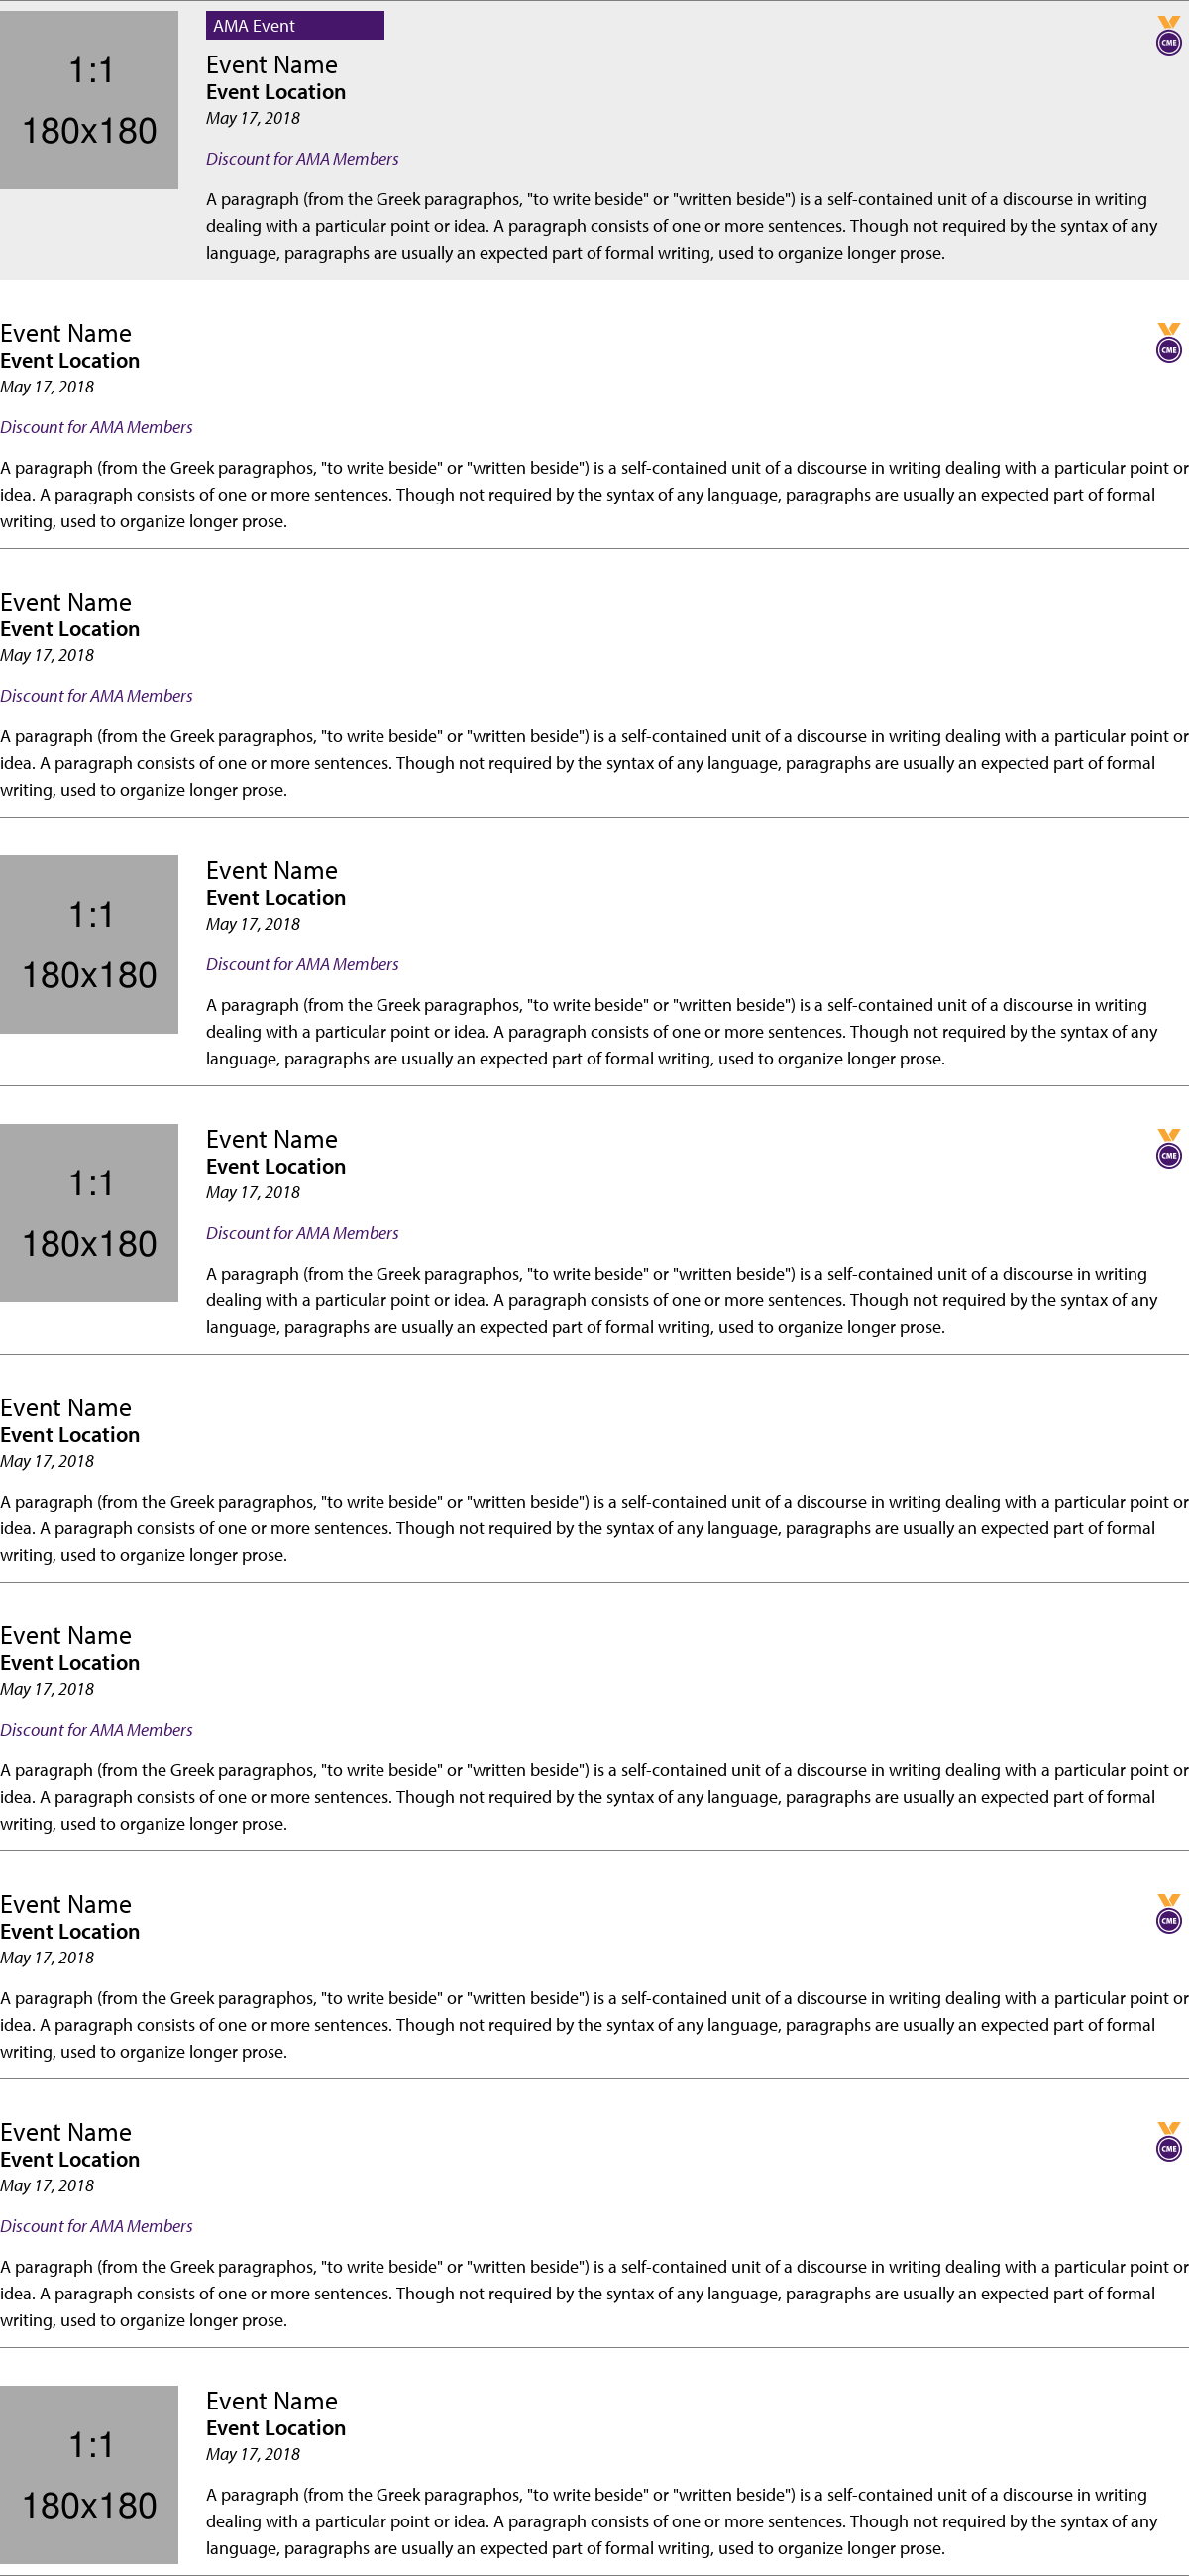 1:1
180x180
AMA Event
CME
Event Name
Event Location
May 17, 2018
Discount for AMA Members
A paragraph (from the Greek paragraphos, "to write beside" or "written beside") is a self-contained unit of a discourse in writing
dealing with a particular point or idea. A paragraph consists of one or more sentences. Though not required by the syntax of any
language, paragraphs are usually an expected part of formal writing, used to organize longer prose.
Event Name
CME
Event Location
May 17, 2018
Discount for AMA Members
A paragraph (from the Greek paragraphos, "to write beside" or "written beside") is a self-contained unit of a discourse in writing dealing with a particular point or
idea. A paragraph consists of one or more sentences. Though not required by the syntax of any language, paragraphs are usually an expected part of formal
writing, used to organize longer prose.
Event Name
Event Location
May 17, 2018
Discount for AMA Members
A paragraph (from the Greek paragraphos, "to write beside" or "written beside") is a self-contained unit of a discourse in writing dealing with a particular point or
idea. A paragraph consists of one or more sentences. Though not required by the syntax of any language, paragraphs are usually an expected part of formal
writing, used to organize longer prose.
1:1
180x180
Event Name
Event Location
May 17, 2018
Discount for AMA Members
A paragraph (from the Greek paragraphos, "to write beside" or "written beside") is a self-contained unit of a discourse in writing
dealing with a particular point or idea. A paragraph consists of one or more sentences. Though not required by the syntax of any
language, paragraphs are usually an expected part of formal writing, used to organize longer prose.
1:1
180x180
Event Name
CME
Event Location
May 17, 2018
Discount for AMA Members
A paragraph (from the Greek paragraphos, "to write beside" or "written beside") is a self-contained unit of a discourse in writing
dealing with a particular point or idea. A paragraph consists of one or more sentences. Though not required by the syntax of any
language, paragraphs are usually an expected part of formal writing, used to organize longer prose.
Event Name
Event Location
May 17, 2018
A paragraph (from the Greek paragraphos, "to write beside" or "written beside") is a self-contained unit of a discourse in writing dealing with a particular point or
idea. A paragraph consists of one or more sentences. Though not required by the syntax of any language, paragraphs are usually an expected part of formal
writing, used to organize longer prose.
Event Name
Event Location
May 17, 2018
Discount for AMA Members
A paragraph (from the Greek paragraphos, "to write beside" or "written beside") is a self-contained unit of a discourse in writing dealing with a particular point or
idea. A paragraph consists of one or more sentences. Though not required by the syntax of any language, paragraphs are usually an expected part of formal
writing, used to organize longer prose.
Event Name
CME
Event Location
May 17, 2018
A paragraph (from the Greek paragraphos, "to write beside" or "written beside") is a self-contained unit of a discourse in writing dealing with a particular point or
idea. A paragraph consists of one or more sentences. Though not required by the syntax of any language, paragraphs are usually an expected part of formal
writing, used to organize longer prose.
Event Name
CME
Event Location
May 17, 2018
Discount for AMA Members
A paragraph (from the Greek paragraphos, "to write beside" or "written beside") is a self-contained unit of a discourse in writing dealing with a particular point or
idea. A paragraph consists of one or more sentences. Though not required by the syntax of any language, paragraphs are usually an expected part of formal
writing, used to organize longer prose.
1:1
180x180
Event Name
Event Location
May 17, 2018
A paragraph (from the Greek paragraphos, "to write beside" or "written beside") is a self-contained unit of a discourse in writing
dealing with a particular point or idea. A paragraph consists of one or more sentences. Though not required by the syntax of any
language, paragraphs are usually an expected part of formal writing, used to organize longer prose.